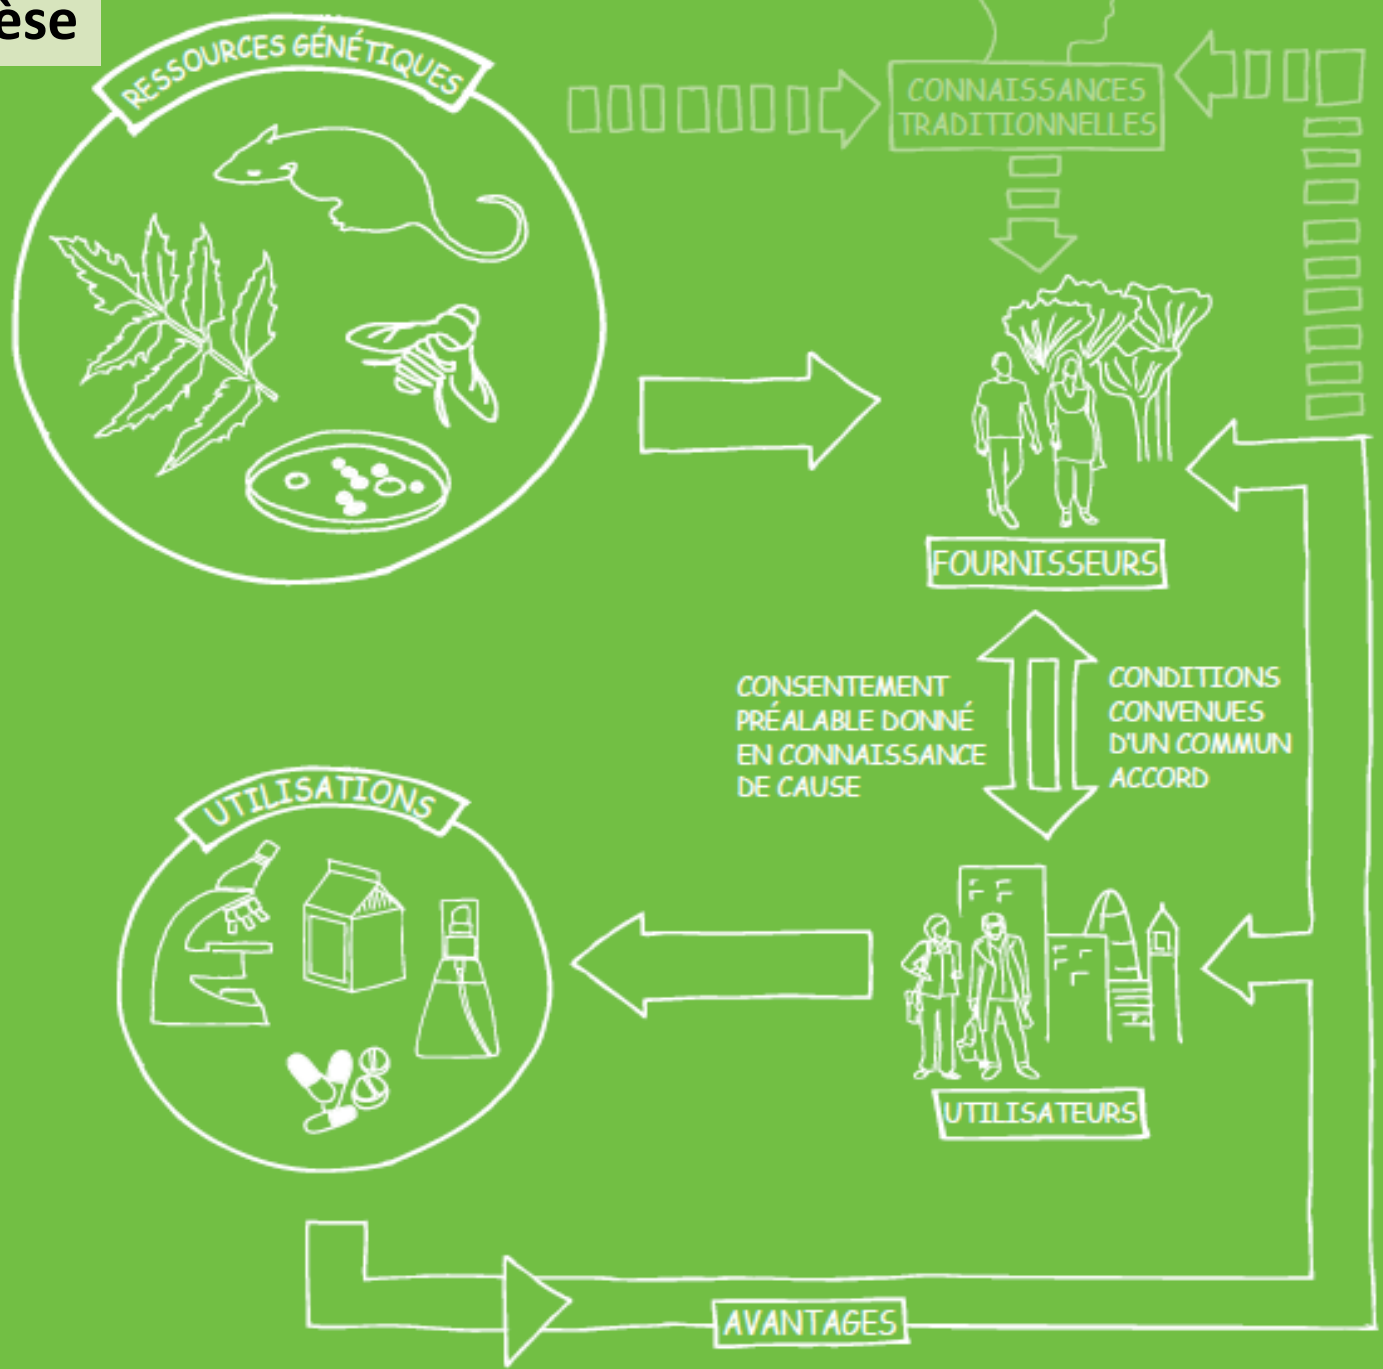 èse
RESSOURCES GÉNÉTIQUES
CONNAISSANCES
TRADITIONNELLES
FOURNISSEURS
CONSENTEMENT
PRÉALABLE DONNÉ
EN CONNAISSANCE
DE CAUSE
CONDITIONS
CONVENUES
D'UN COMMUN
ACCORD
UTILISATIONS
UTILISATEURS
AVANTAGES